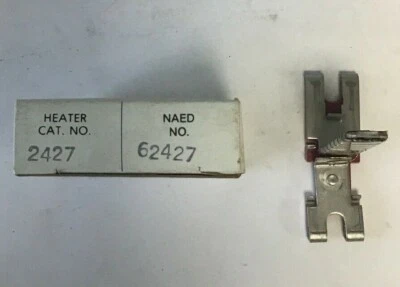 HEATER
CAT. NO.
2427
NAED
NO.
62427